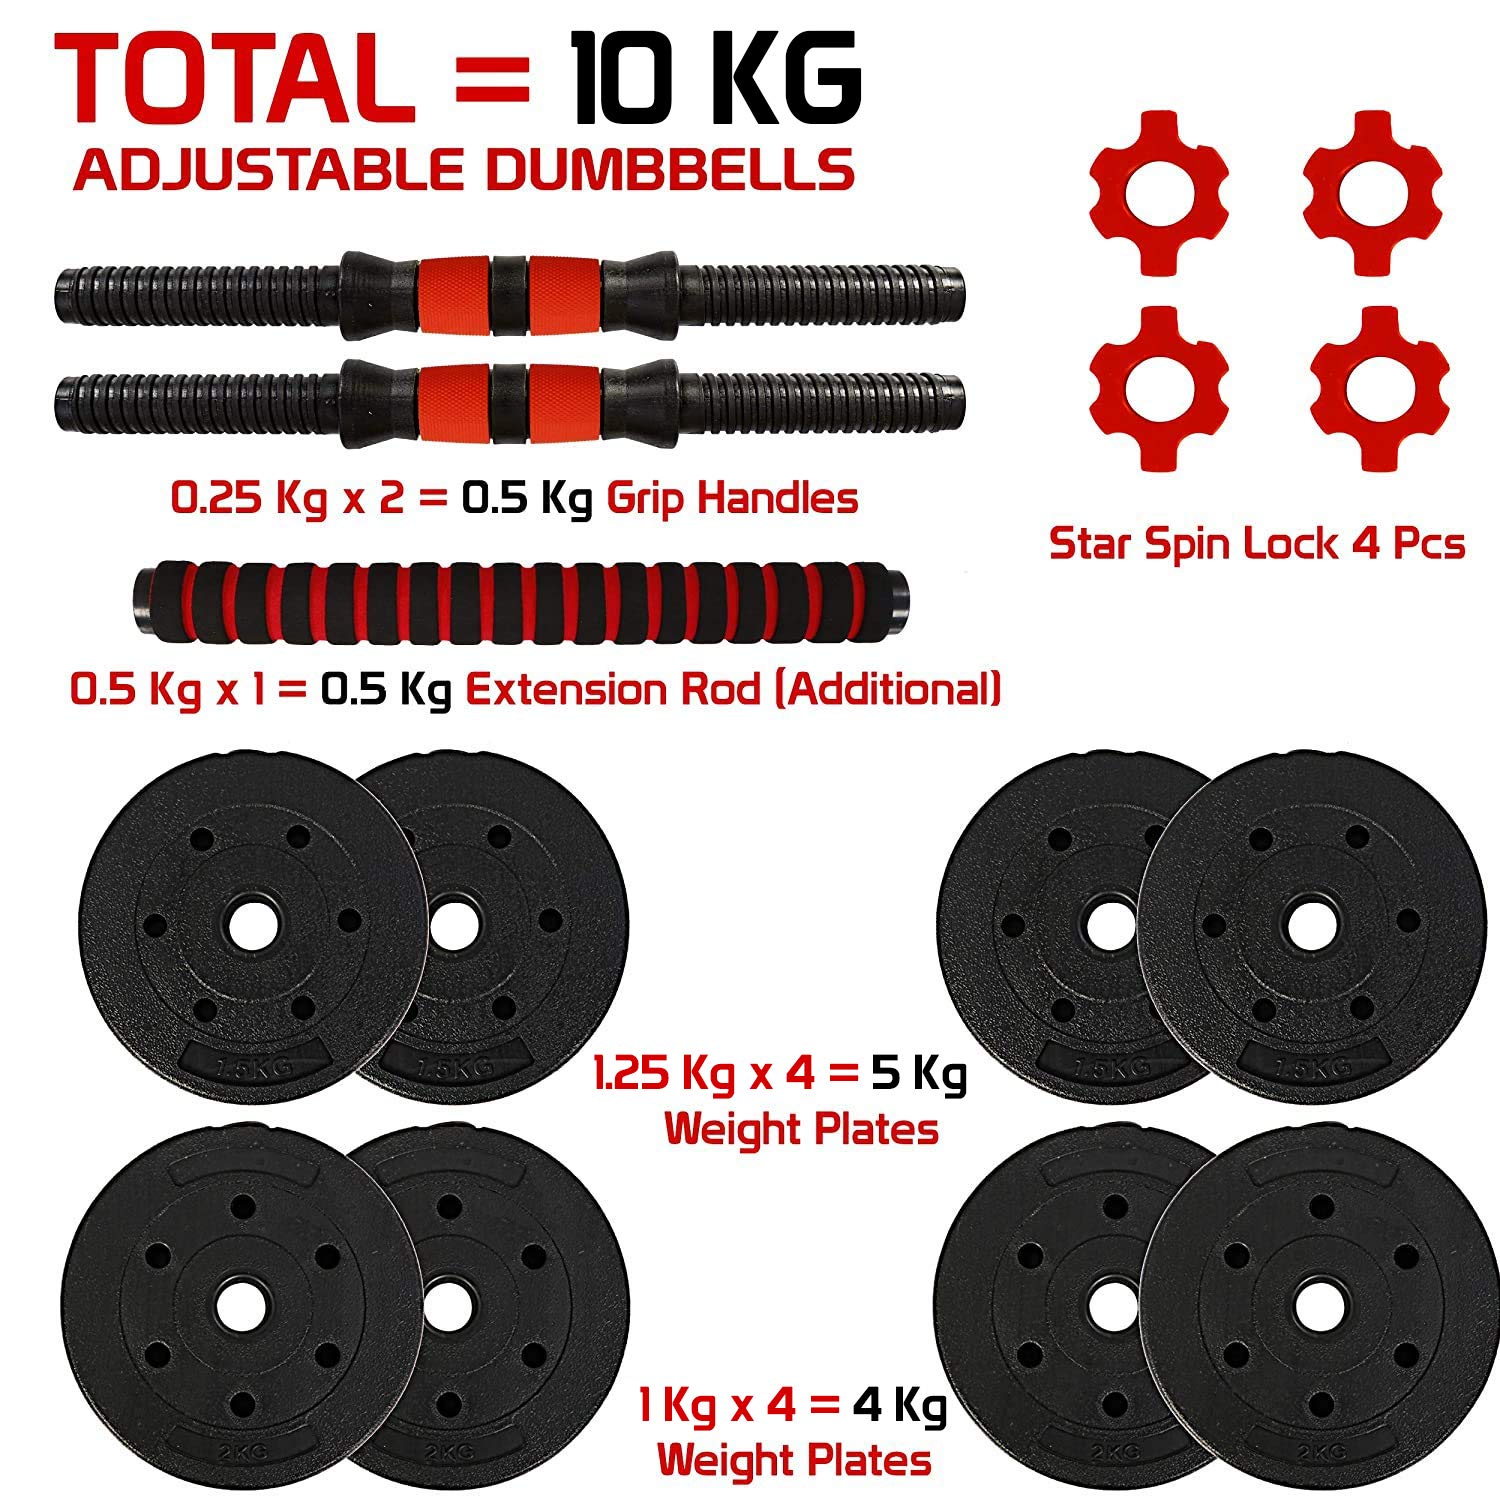 TOTAL = 10 KG
ADJUSTABLE DUMBBELLS
0.25 Kg x 2 = 0.5 Kg Grip Handles
Star Spin Lock 4 Pcs
0.5 Kg x 1 = 0.5 Kg Extension Rod (Additional)
1.5KG
1.5KG
1.5KG
1.5KG
1.25 Kg x 4 = 5 Kg
Weight Plates
1 Kg x 4 = 4 Kg
Weight Plates
2KG
2KG
2KG
2KG